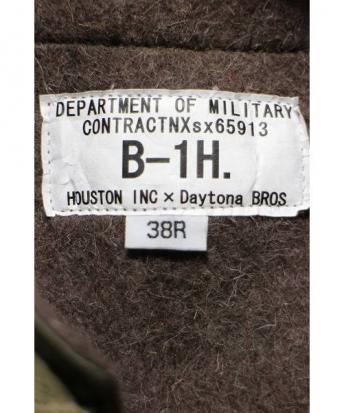 DEPARTMENT OF MILITARY
CONTRACTNXsx65913
B-1H.
HOUSTON INC × Daytona BROS
38R